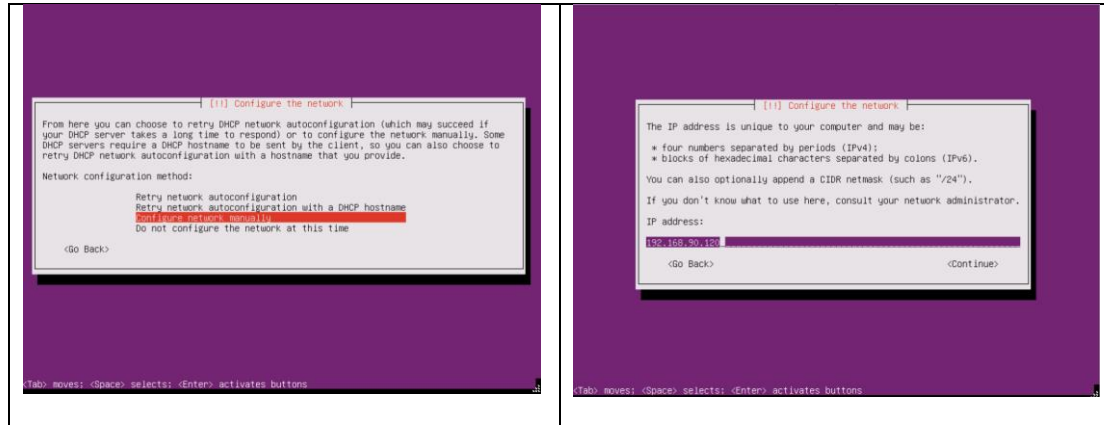 [!!] Configure the network
From here you can choose to retry DHCP network autoconfiguration (which may succeed if
your DHCP server takes a long time to respond) or to configure the network manually. Some
DHCP servers require a DHCP hostname to be sent by the client, so you can also choose to
retry DHCP network autoconfiguration with a hostname that you provide.
Network configuration method:
Retry network autoconfiguration
Retry network autoconfiguration with a DHCP hostname
Configure network manually
Do not configure the network at this time
<Go Back>
<Tab> moves; <Space> selects; <Enter> activates buttons
[!!] Configure the network
The IP address is unique to your computer and may be:
* four numbers separated by periods (IPv4);
* blocks of hexadecimal characters separated by colons (IPv6).
You can also optionally append a CIDR netmask (such as "/24").
If you don't know what to use here, consult your network administrator.
IP address:
192.168.90.120
<Go Back> <Continue>
<Tab> moves; <Space> selects; <Enter> activates buttons